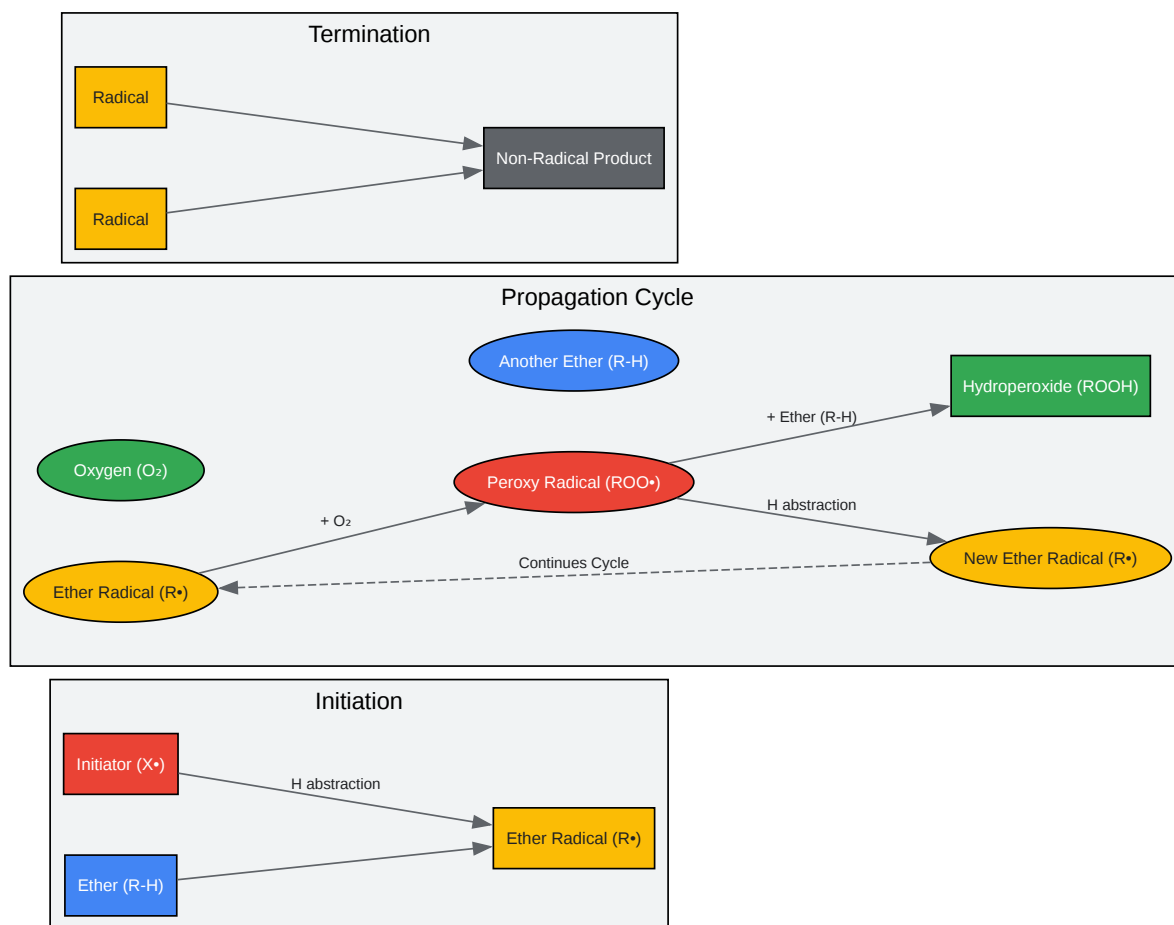 Termination
Radical
Non-Radical Product
Radical
Propagation Cycle
Another Ether (R-H)
Hydroperoxide (ROOH)
+ Ether (R-H)
Oxygen (O₂)
Peroxy Radical (ROO•)
H abstraction
+ O₂
Continues Cycle
New Ether Radical (R•)
Ether Radical (R•)
Initiation
Initiator (X•)
H abstraction
Ether Radical (R•)
Ether (R-H)